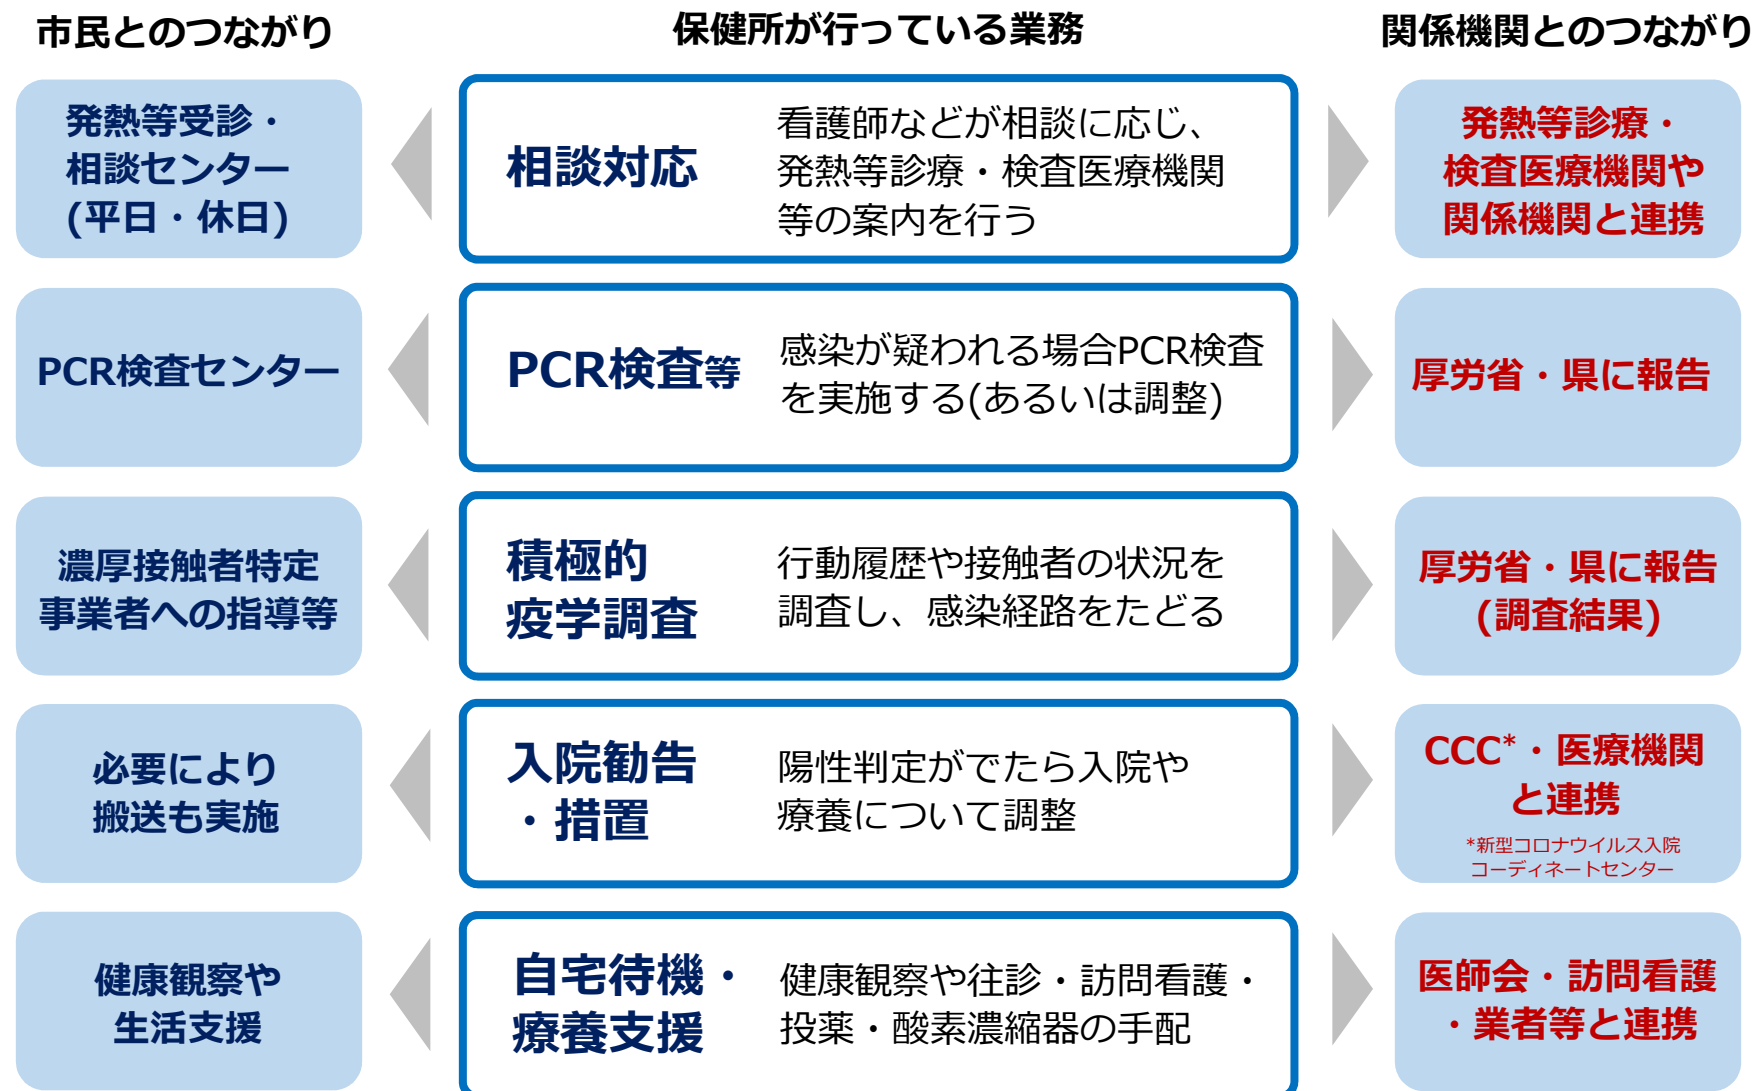 市民とのつながり
保健所が行っている業務
関係機関とのつながり
発熱等受診・
相談センター
(平日・休日)
相談対応
看護師などが相談に応じ、
発熱等診療・検査医療機関
等の案内を行う
発熱等診療・
検査医療機関や
関係機関と連携
PCR検査センター
PCR検査等
感染が疑われる場合PCR検査
を実施する(あるいは調整)
厚労省・県に報告
濃厚接触者特定
事業者への指導等
積極的
疫学調査
行動履歴や接触者の状況を
調査し、感染経路をたどる
厚労省・県に報告
(調査結果)
必要により
搬送も実施
入院勧告
・措置
陽性判定がでたら入院や
療養について調整
CCC*・医療機関
と連携
*新型コロナウイルス入院
コーディネートセンター
健康観察や
生活支援
自宅待機・
療養支援
健康観察や往診・訪問看護・
投薬・酸素濃縮器の手配
医師会・訪問看護
・業者等と連携